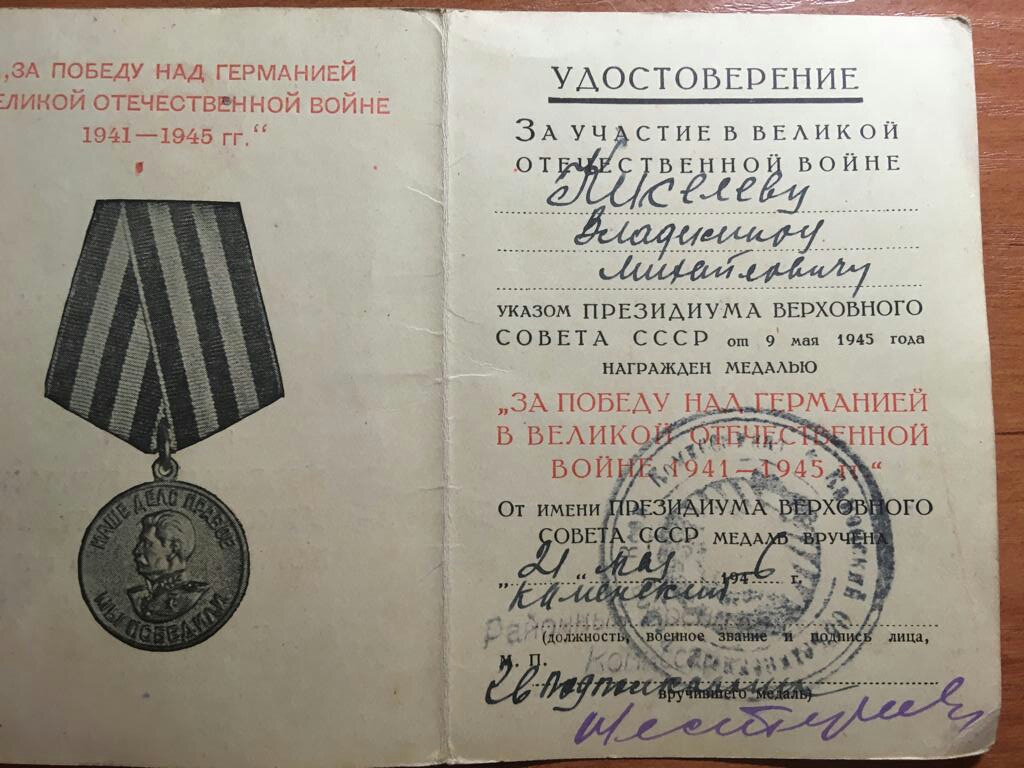 „ЗА ПОБЕДУ НАД ГЕРМАНИЕЙ
ЕЛИКОЙ ОТЕЧЕСТВЕННОЙ ВОЙНЕ
1941—1945 гг.“
НАШЕ ДЕЛО ПРАВОЕ
МЫ ПОБЕДИЛИ
УДОСТОВЕРЕНИЕ
ЗА УЧАСТИЕ В ВЕЛИКОЙ
ОТЕЧЕСТВЕННОЙ ВОЙНЕ
Киселеву
Владимиру
Михайловичу
УКАЗОМ ПРЕЗИДИУМА ВЕРХОВНОГО
СОВЕТА СССР от 9 мая 1945 года
НАГРАЖДЕН МЕДАЛЬЮ
„ЗА ПОБЕДУ НАД ГЕРМАНИЕЙ
В ВЕЛИКОЙ ОТЕЧЕСТВЕННОЙ
ВОЙНЕ 1941—1945 гг.“
От имени ПРЕЗИДИУМА ВЕРХОВНОГО
СОВЕТА СССР МЕДАЛЬ ВРУЧЕНА
„21“ мая 1946 г.
Каменский
Районный
(должность, военное звание и подпись лица,
М. П.
вручившего медаль)